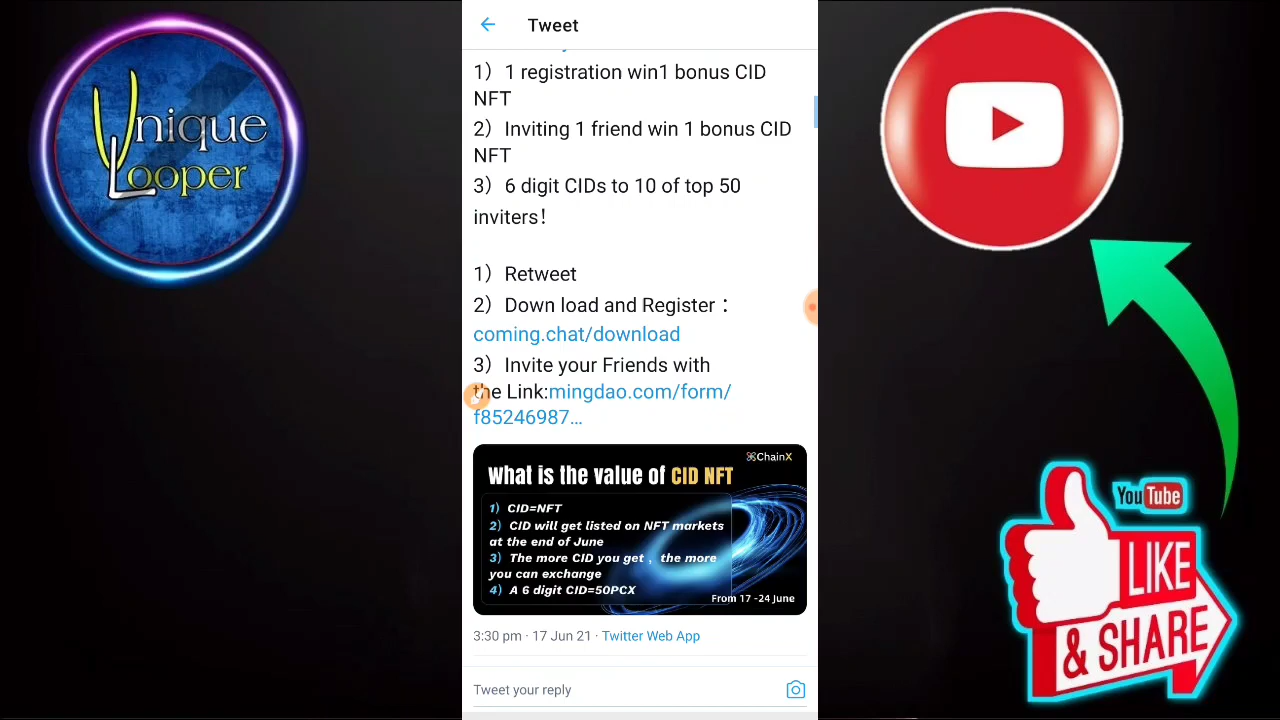 Unique
Looper
Tweet
1）1 registration win1 bonus CID
NFT
2）Inviting 1 friend win 1 bonus CID
NFT
3）6 digit CIDs to 10 of top 50
inviters！
1）Retweet
2）Down load and Register：
coming.chat/download
3）Invite your Friends with
the Link:mingdao.com/form/
f85246987…
ChainX
What is the value of CID NFT
1）CID=NFT
2）CID will get listed on NFT markets
at the end of June
3）The more CID you get，the more
you can exchange
4）A 6 digit CID=50PCX
From 17 -24 June
3:30 pm · 17 Jun 21 · Twitter Web App
Tweet your reply
YouTube
LIKE
& SHARE